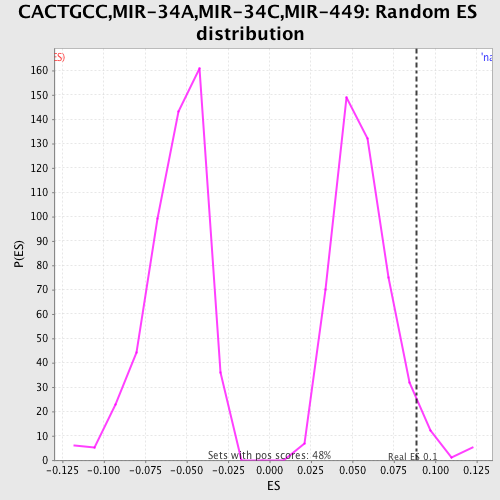 CACTGCC,MIR-34A,MIR-34C,MIR-449: Random ES
distribution
ES)
'na
160
150
140
130
120
110
100
90
80
70
60
50
40
30
20
10
0
P(ES)
Sets with pos scores: 48%
Real ES 0.1
-0.125 -0.100 -0.075 -0.050 -0.025 0.000 0.025 0.050 0.075 0.100 0.125
ES